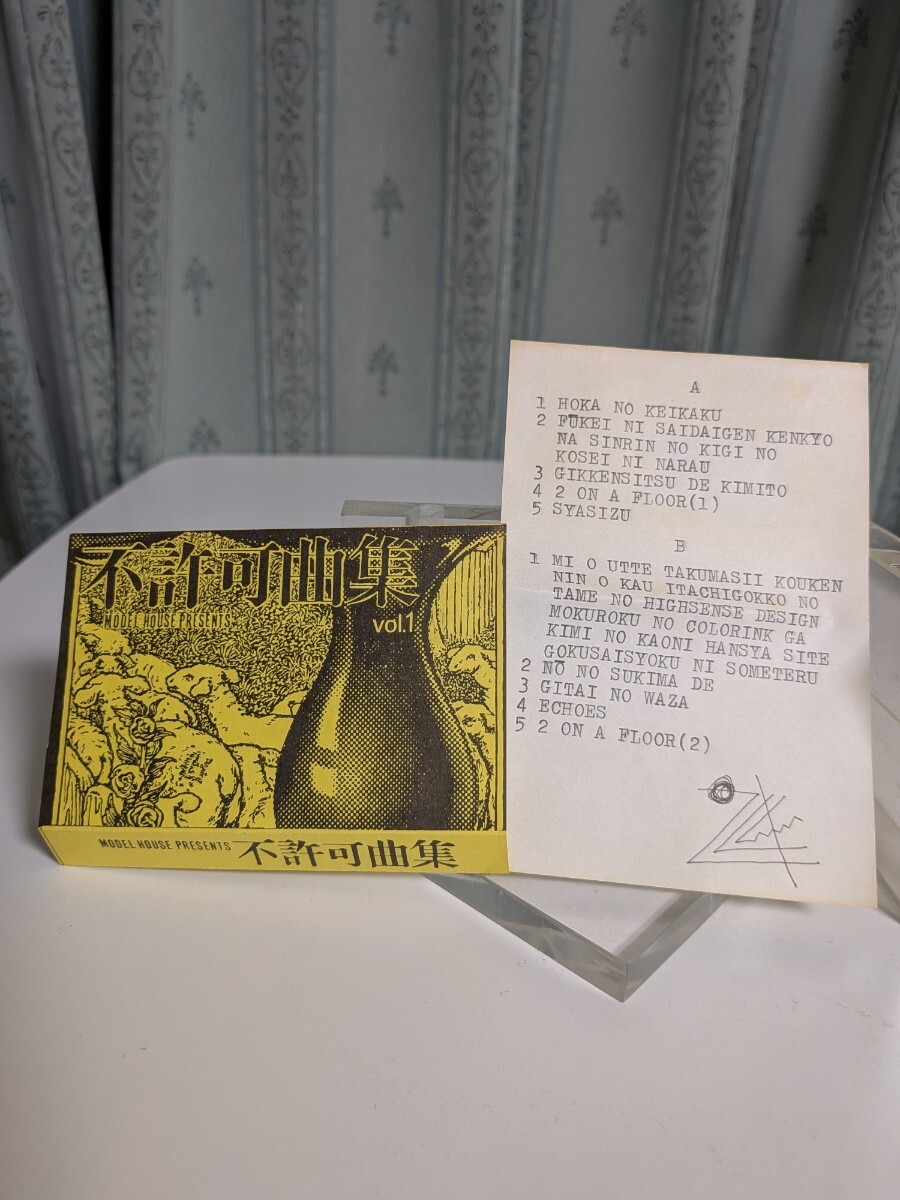 不許可曲集
MODEL HOUSE PRESENTS
vol.1
MODEL HOUSE PRESENTS 不許可曲集
A
1 HOKA NO KEIKAKU
2 FŪKEI NI SAIDAIGEN KENKYO
NA SINRIN NO KIGI NO
KOSEI NI NARAU
3 GIKKENSITSU DE KIMITO
4 2 ON A FLOOR(1)
5 SYASIZU
B
1 MI O UTTE TAKUMASII KOUKEN
NIN O KAU ITACHIGOKKO NO
TAME NO HIGHSENSE DESIGN
MOKUROKU NO COLORINK GA
KIMI NO KAONI HANSYA SITE
GOKUSAISYOKU NI SOMETERU
2 NŌ NO SUKIMA DE
3 GITAI NO WAZA
4 ECHOES
5 2 ON A FLOOR(2)